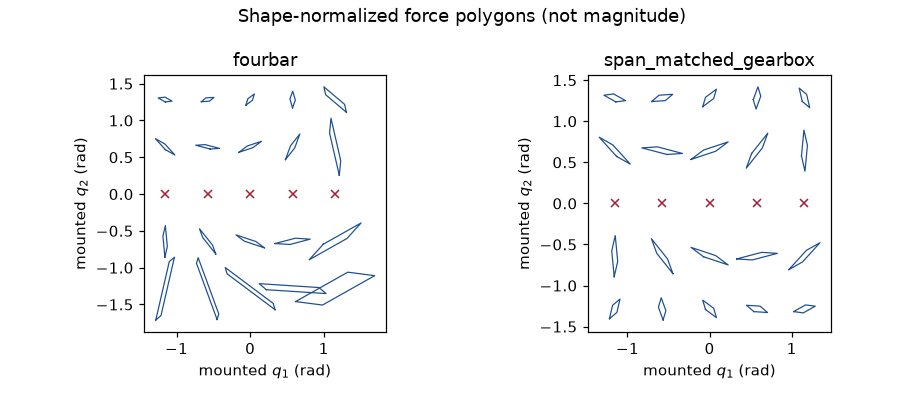 Shape-normalized force polygons (not magnitude)
fourbar
span_matched_gearbox
mounted q₂ (rad)
1.5
1.0
0.5
0.0
−0.5
−1.0
−1.5
−1
0
1
mounted q₁ (rad)
mounted q₂ (rad)
1.5
1.0
0.5
0.0
−0.5
−1.0
−1.5
−1
0
1
mounted q₁ (rad)